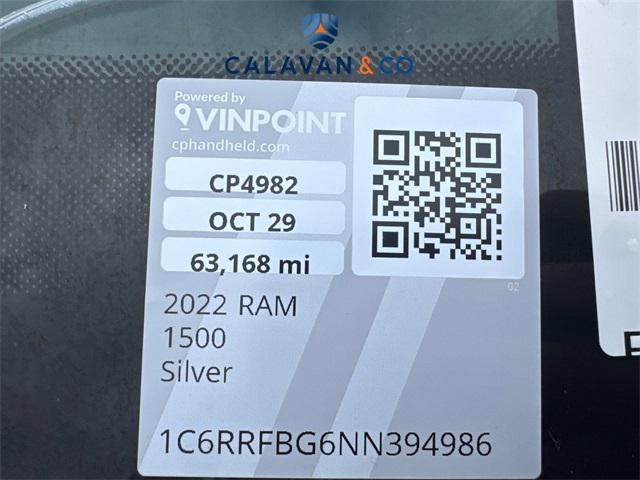 CALAVAN & CO
Powered by
VINPOINT
cphandheld.com
CP4982
OCT 29
63,168 mi
02
2022 RAM
1500
Silver
1C6RRFBG6NN394986